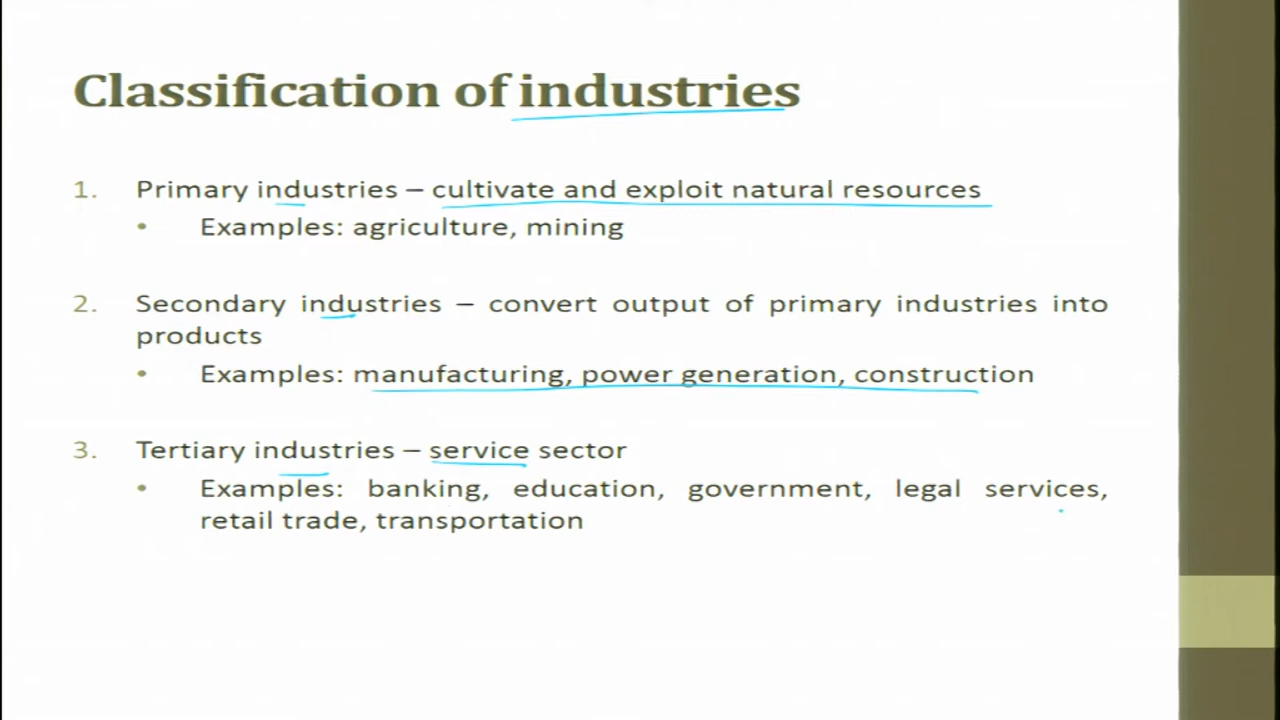 Classification of industries
1. Primary industries – cultivate and exploit natural resources
• Examples: agriculture, mining
2. Secondary industries – convert output of primary industries into
products
• Examples: manufacturing, power generation, construction
3. Tertiary industries – service sector
• Examples: banking, education, government, legal services,
retail trade, transportation